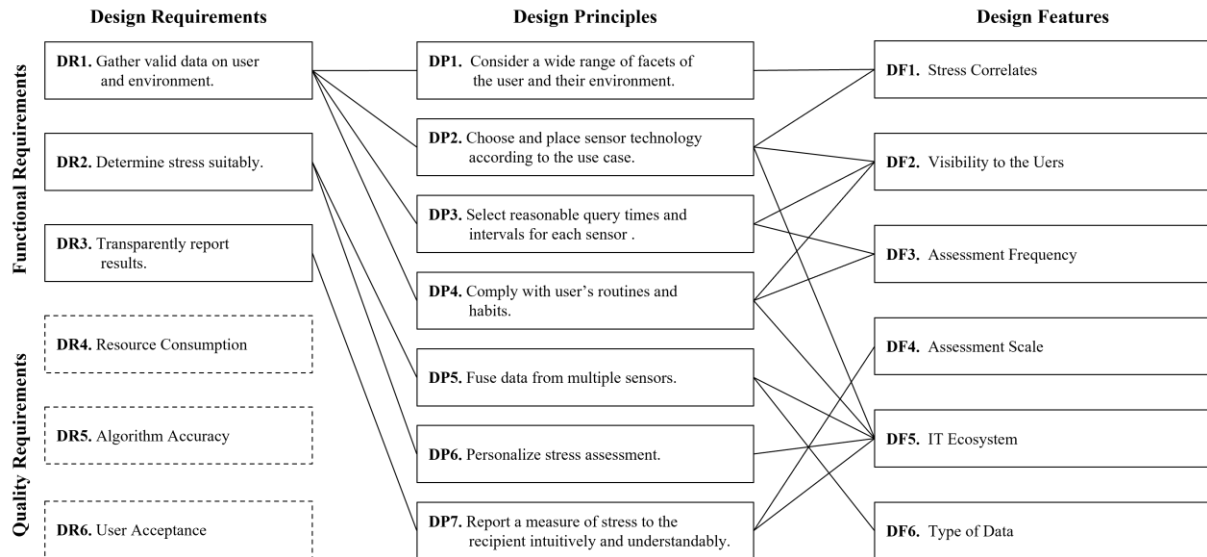 Design Requirements
Design Principles
Design Features
Functional Requirements
Quality Requirements
DR1. Gather valid data on user
and environment.
DR2. Determine stress suitably.
DR3. Transparently report
results.
DR4. Resource Consumption
DR5. Algorithm Accuracy
DR6. User Acceptance
DP1. Consider a wide range of facets of
the user and their environment.
DP2. Choose and place sensor technology
according to the use case.
DP3. Select reasonable query times and
intervals for each sensor .
DP4. Comply with user’s routines and
habits.
DP5. Fuse data from multiple sensors.
DP6. Personalize stress assessment.
DP7. Report a measure of stress to the
recipient intuitively and understandably.
DF1. Stress Correlates
DF2. Visibility to the Uers
DF3. Assessment Frequency
DF4. Assessment Scale
DF5. IT Ecosystem
DF6. Type of Data